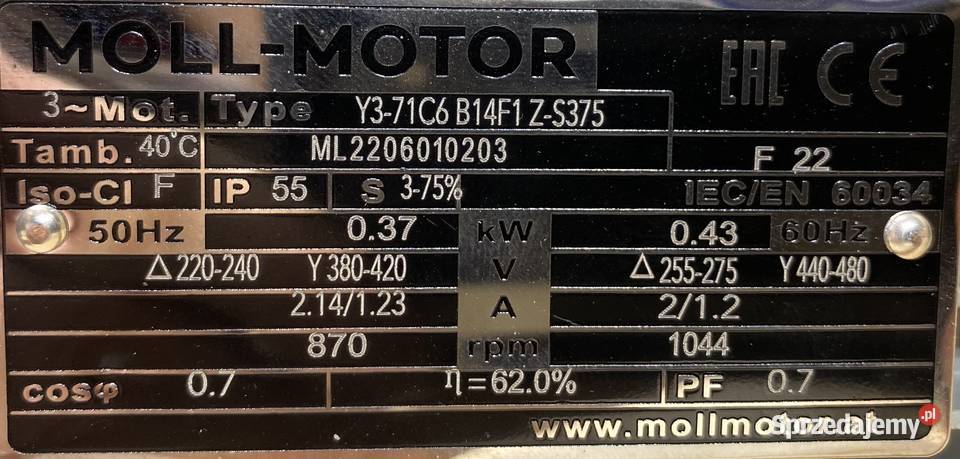 MOLL-MOTOR EAC CE
3~Mot. Type Y3-71C6 B14F1 Z-S375
Tamb. 40°C ML2206010203 F 22
Iso-Cl F IP 55 S 3-75% IEC/EN 60034
50Hz 0.37 kW 0.43 60Hz
Δ 220-240 Y 380-420 V Δ 255-275 Y 440-480
2.14/1.23 A 2/1.2
870 rpm 1044
cosφ 0.7 η=62.0% PF 0.7
Sprzedajemy.pl